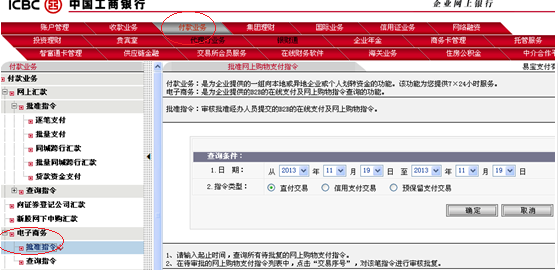 ICBC 中国工商银行
企业网上银行
账户管理 收款业务 付款业务 集团理财 国际业务 信用证业务 网络融资
投资理财 贵宾室 企业年金 商务卡管理 托管服务
智富通卡管理 供应链金融 交易所会员服务 在线财务软件 海关业务 住房公积金 中介合作
付款业务
批准网上购物支付指令
易宝支付有
付款业务
网上汇款
批准指令
逐笔支付
批量支付
同城跨行汇款
批量同城跨行汇款
贷款资金支付
查询指令
向证券登记公司汇款
新股网下申购汇款
电子商务
批准指令
查询指令
付款业务:是为企业提供的一组向本地或异地企业或个人划转资金的功能。该功能为您提供7×24小时服务。
电子商务:是为企业提供的B2B的在线支付及网上购物指令查询的功能。
批准指令:审核批准经办人员提交的B2B的在线支付及网上购物指令。
查询条件:
1.日 期: 从 2013 年 11 月 19 日 至 2013 年 11 月 19 日
2.指令类型: 直付交易 信用支付交易 预保留支付交易
确定 取消
1、请输入起止时间,查询所有待批复的网上购物支付指令。
2、在待审批的网上购物支付指令列表中,点击“交易序号”,对该笔指令进行审核批复。